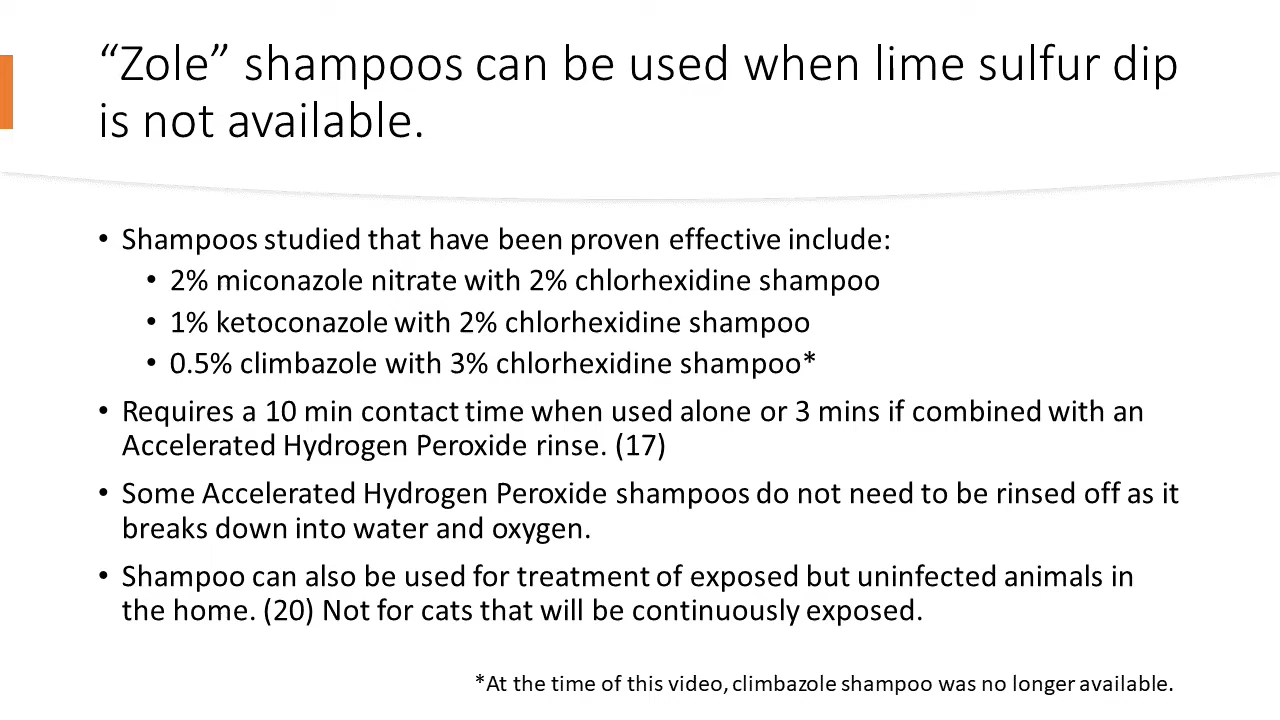 “Zole” shampoos can be used when lime sulfur dip
is not available.
• Shampoos studied that have been proven effective include:
• 2% miconazole nitrate with 2% chlorhexidine shampoo
• 1% ketoconazole with 2% chlorhexidine shampoo
• 0.5% climbazole with 3% chlorhexidine shampoo*
• Requires a 10 min contact time when used alone or 3 mins if combined with an
Accelerated Hydrogen Peroxide rinse. (17)
• Some Accelerated Hydrogen Peroxide shampoos do not need to be rinsed off as it
breaks down into water and oxygen.
• Shampoo can also be used for treatment of exposed but uninfected animals in
the home. (20) Not for cats that will be continuously exposed.
*At the time of this video, climbazole shampoo was no longer available.